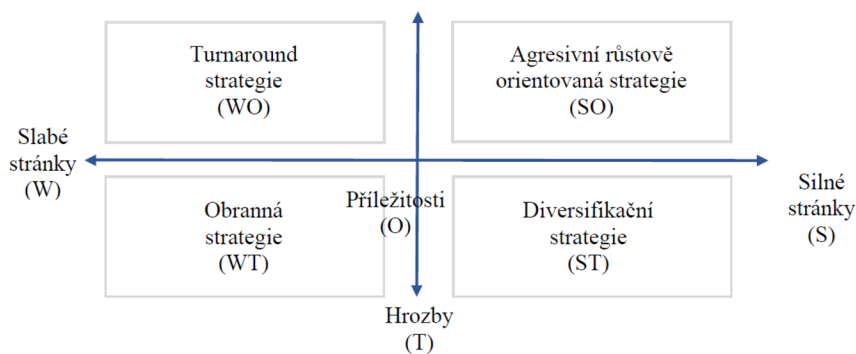 Turnaround
strategie
(WO)
Agresivní růstově
orientovaná strategie
(SO)
Slabé
stránky
(W)
Silné
stránky
(S)
Příležitosti
(O)
Obranná
strategie
(WT)
Diversifikační
strategie
(ST)
Hrozby
(T)